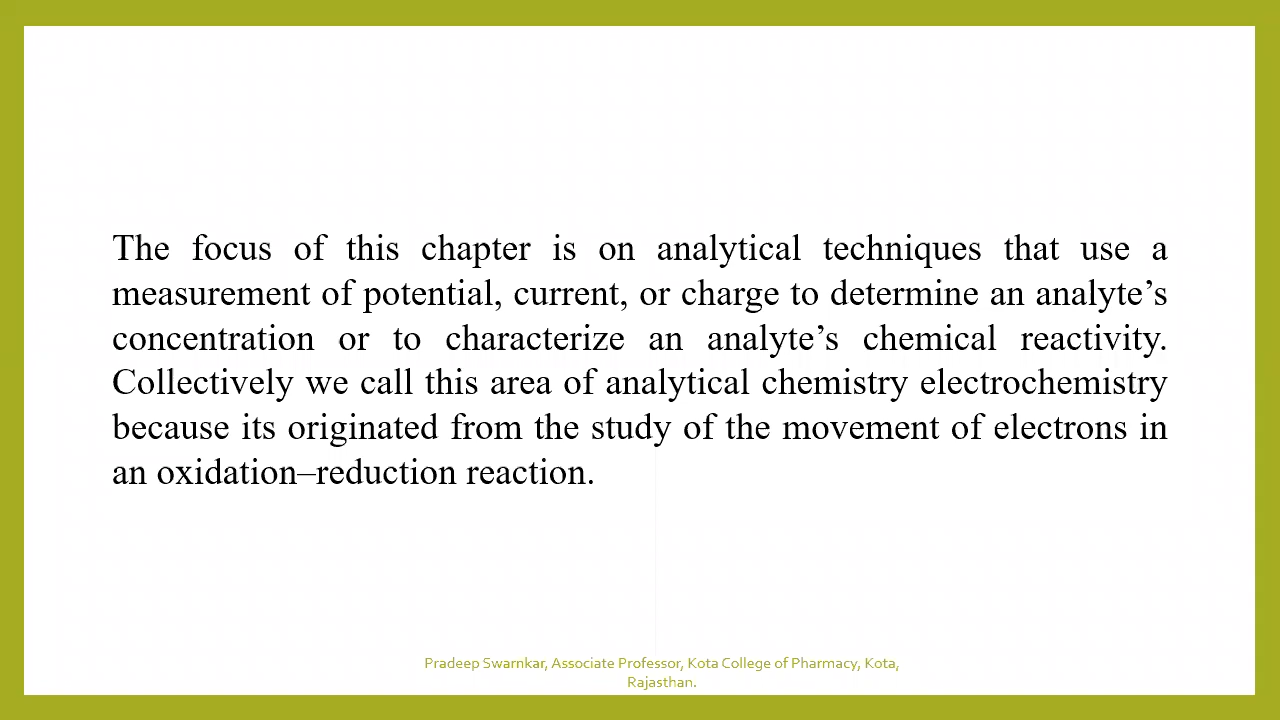 The focus of this chapter is on analytical techniques that use a
measurement of potential, current, or charge to determine an analyte’s
concentration or to characterize an analyte’s chemical reactivity.
Collectively we call this area of analytical chemistry electrochemistry
because its originated from the study of the movement of electrons in
an oxidation–reduction reaction.
Pradeep Swarnkar, Associate Professor, Kota College of Pharmacy, Kota,
Rajasthan.